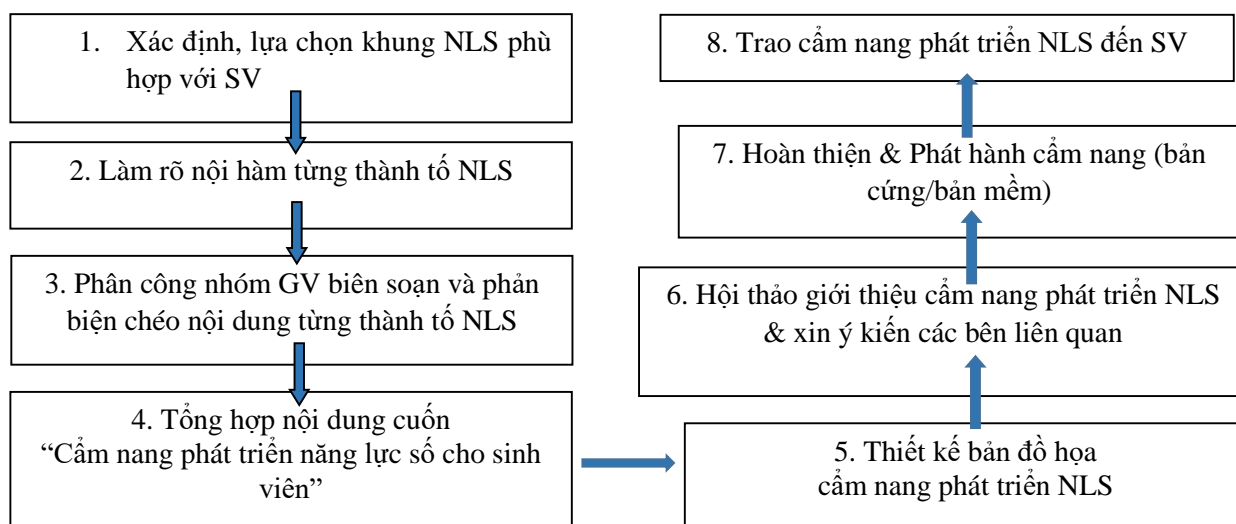 1. Xác định, lựa chọn khung NLS phù
hợp với SV
2. Làm rõ nội hàm từng thành tố NLS
3. Phân công nhóm GV biên soạn và phản
biện chéo nội dung từng thành tố NLS
4. Tổng hợp nội dung cuốn
“Cẩm nang phát triển năng lực số cho sinh
viên”
5. Thiết kế bản đồ họa
cẩm nang phát triển NLS
6. Hội thảo giới thiệu cẩm nang phát triển NLS
& xin ý kiến các bên liên quan
7. Hoàn thiện & Phát hành cẩm nang (bản
cứng/bản mềm)
8. Trao cẩm nang phát triển NLS đến SV